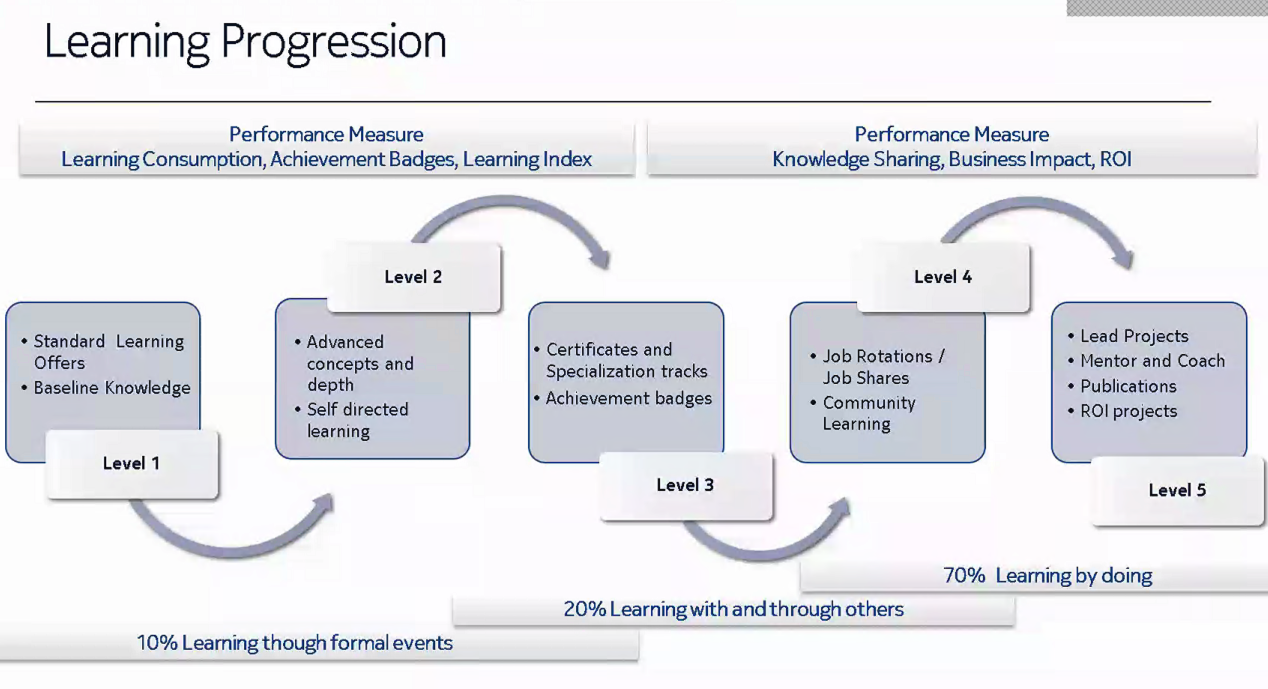 Learning Progression
Performance Measure
Learning Consumption, Achievement Badges, Learning Index
Performance Measure
Knowledge Sharing, Business Impact, ROI
Level 2
Level 4
• Standard Learning
Offers
• Baseline Knowledge
Level 1
• Advanced
concepts and
depth
• Self directed
learning
• Certificates and
Specialization tracks
• Achievement badges
Level 3
• Job Rotations /
Job Shares
• Community
Learning
• Lead Projects
• Mentor and Coach
• Publications
• ROI projects
Level 5
70% Learning by doing
20% Learning with and through others
10% Learning though formal events